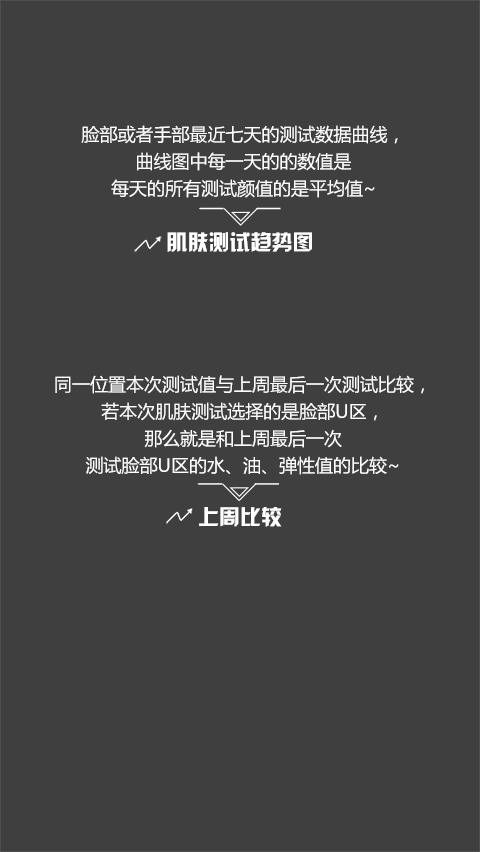 脸部或者手部最近七天的测试数据曲线，
曲线图中每一天的的数值是
每天的所有测试颜值的是平均值~
肌肤测试趋势图
同一位置本次测试值与上周最后一次测试比较，
若本次肌肤测试选择的是脸部U区，
那么就是和上周最后一次
测试脸部U区的水、油、弹性值的比较~
上周比较